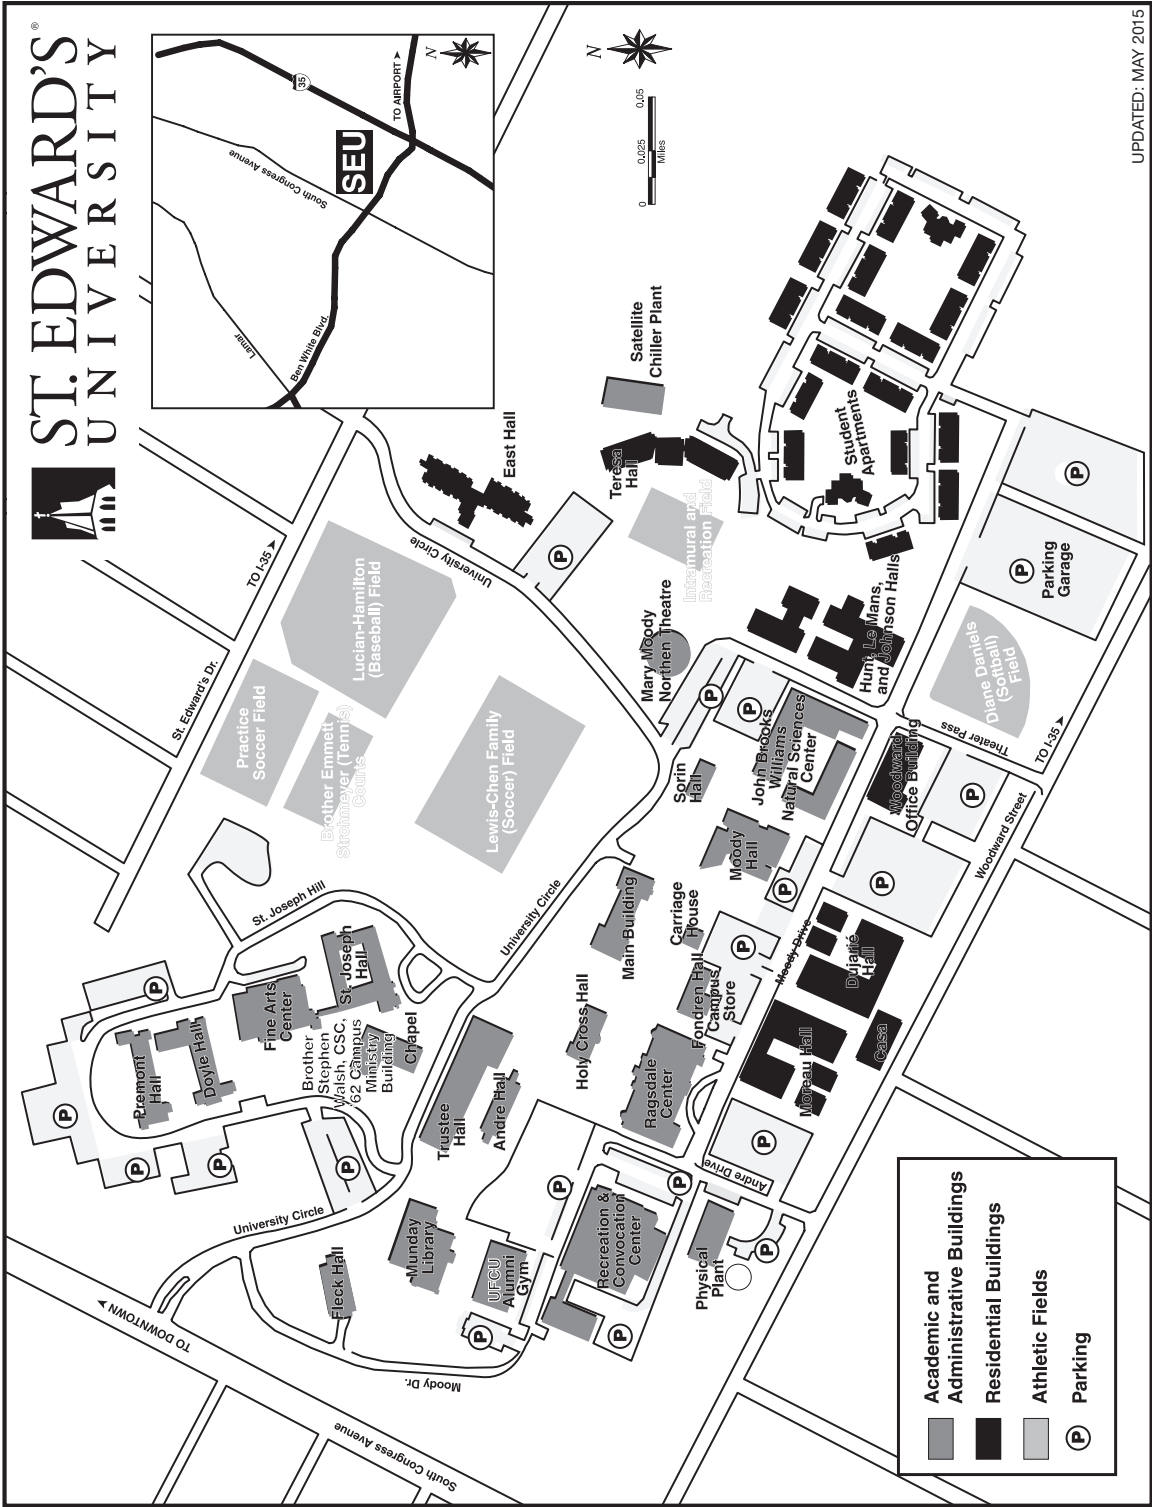 ST. EDWARD'S®
UNIVERSITY
35
TO AIRPORT
N
South Congress Avenue
SEU
Lamar
Ben White Blvd.
N
0
0.025
0.05
Miles
UPDATED: MAY 2015
TO I-35
St. Edward's Dr.
Practice
Soccer Field
Lucian-Hamilton
(Baseball) Field
Brother Emmett
Strohmeyer (Tennis)
Courts
Lewis-Chen Family
(Soccer) Field
University Circle
East Hall
P
Satellite
Chiller Plant
Teresa
Hall
Intramural and
Recreation Field
Mary Moody
Northen Theatre
Student
Apartments
Hunt, Le Mans,
and Johnson Halls
P
Parking
Garage
P
Diane Daniels
(Softball)
Field
Theater Pass
TO I-35
Woodward
Office Building
P
P
Woodward Street
P
P
John Brooks
Williams
Natural Sciences
Center
Sorin
Hall
Moody
Hall
P
University Circle
Main Building
Carriage
House
P
Fondren Hall
Campus
Store
Moody Drive
Dujarié
Hall
Casa
Moreau Hall
P
Holy Cross Hall
Ragsdale
Center
Andre Drive
P
St. Joseph Hill
St. Joseph
Hall
Fine Arts
Center
P
P
P
P
P
Premont
Hall
Doyle Hall
Brother
Stephen
Walsh, CSC,
'62 Campus
Ministry
Building
Chapel
Trustee
Hall
Andre Hall
P
University Circle
Fleck Hall
Munday
Library
UFCU
Alumni
Gym
P
P
Recreation &
Convocation
Center
Physical
Plant
P
Moody Dr.
TO DOWNTOWN
South Congress Avenue
Academic and
Administrative Buildings
Residential Buildings
Athletic Fields
P Parking